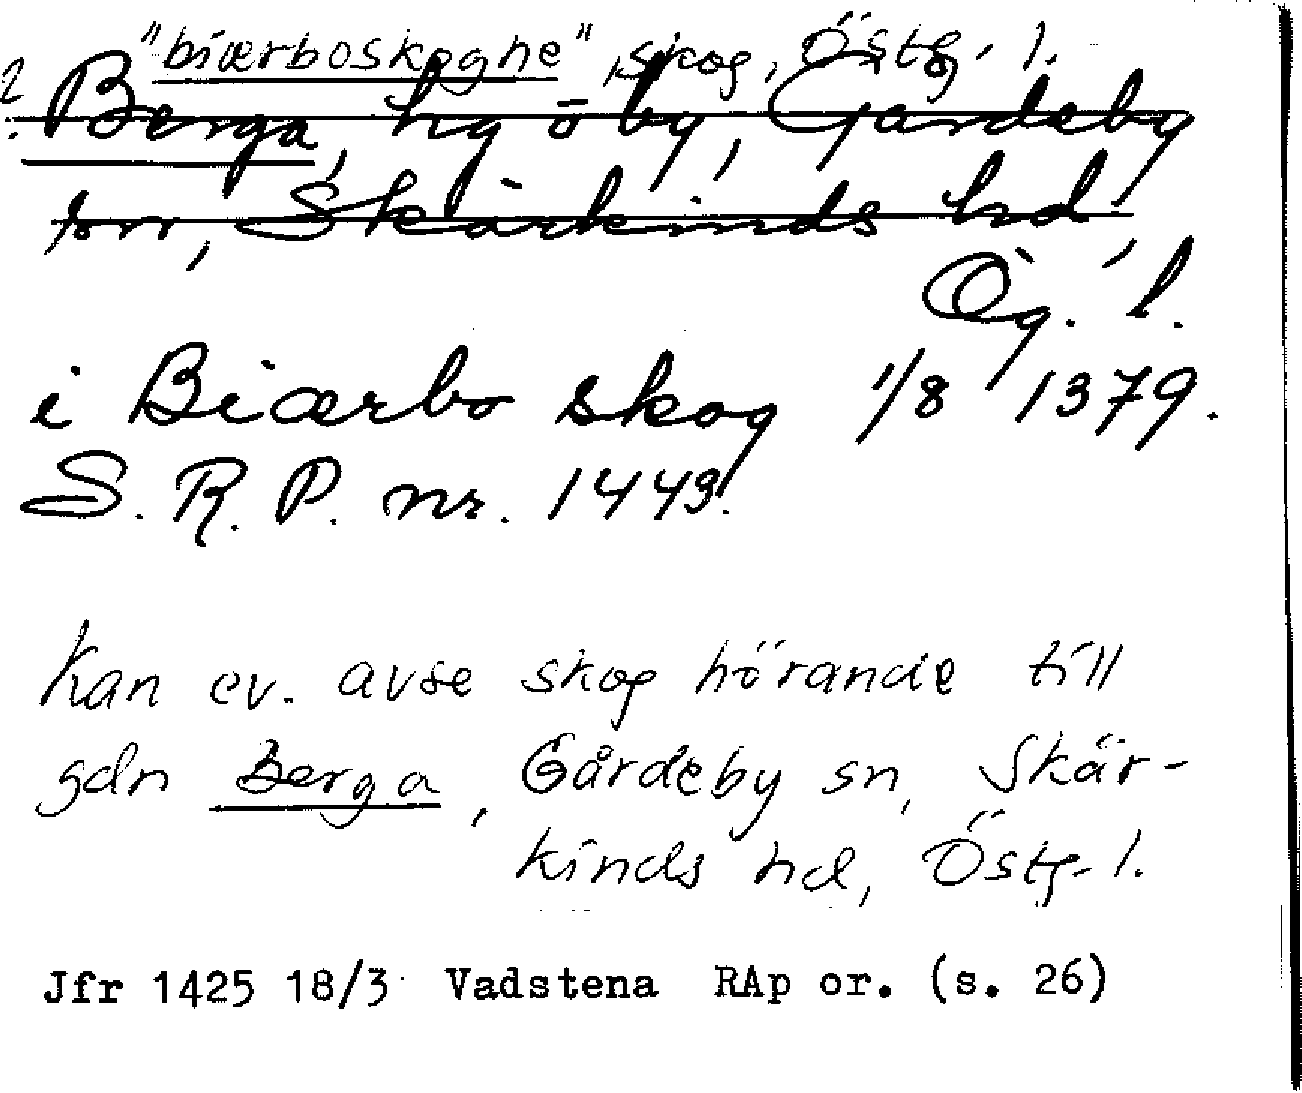 "biærboskoghe", skog, Östg. l.
? Berga, hg o by, Gårdeby
sn, Skärkinds hd,
Ög. l.
i Biærbo skog 1/8 1379.
S. R. P. nr. 1443.
Kan ev. avse skog hörande till
gdn Berga, Gårdeby sn, Skär-
kinds hd, Östg. l.
Jfr 1425 18/3 Vadstena RAp or. (s. 26)